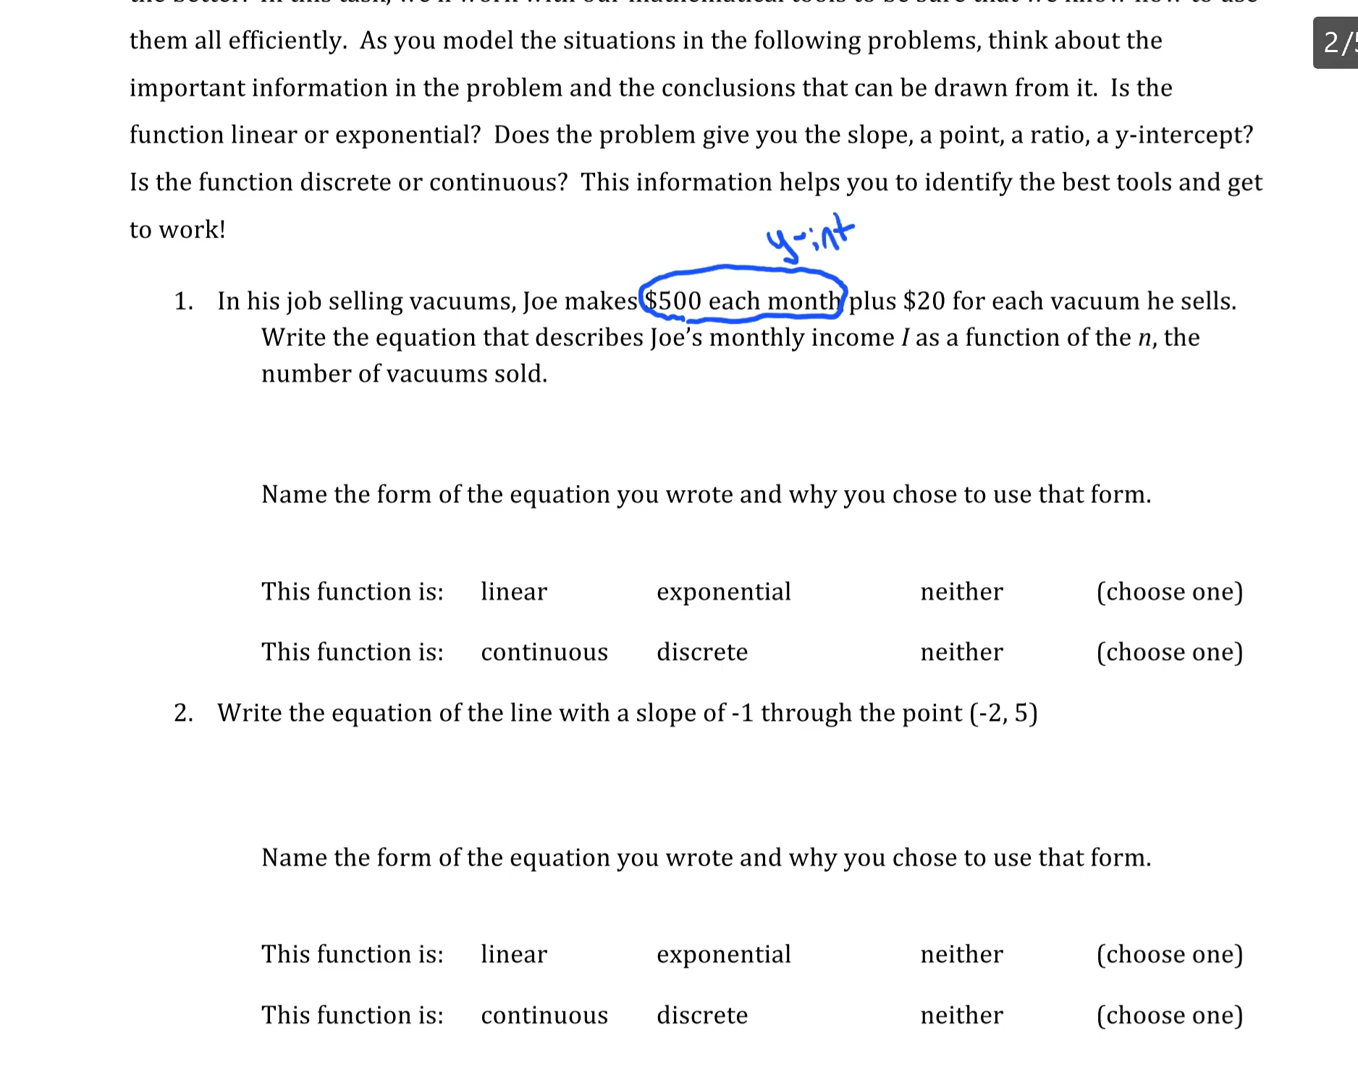 them all efficiently. As you model the situations in the following problems, think about the
2/
important information in the problem and the conclusions that can be drawn from it. Is the
function linear or exponential? Does the problem give you the slope, a point, a ratio, a y-intercept?
Is the function discrete or continuous? This information helps you to identify the best tools and get
to work!
y-int
1. In his job selling vacuums, Joe makes $500 each month plus $20 for each vacuum he sells.
Write the equation that describes Joe's monthly income I as a function of the n, the
number of vacuums sold.
Name the form of the equation you wrote and why you chose to use that form.
This function is: linear exponential neither (choose one)
This function is: continuous discrete neither (choose one)
2. Write the equation of the line with a slope of -1 through the point (-2, 5)
Name the form of the equation you wrote and why you chose to use that form.
This function is: linear exponential neither (choose one)
This function is: continuous discrete neither (choose one)